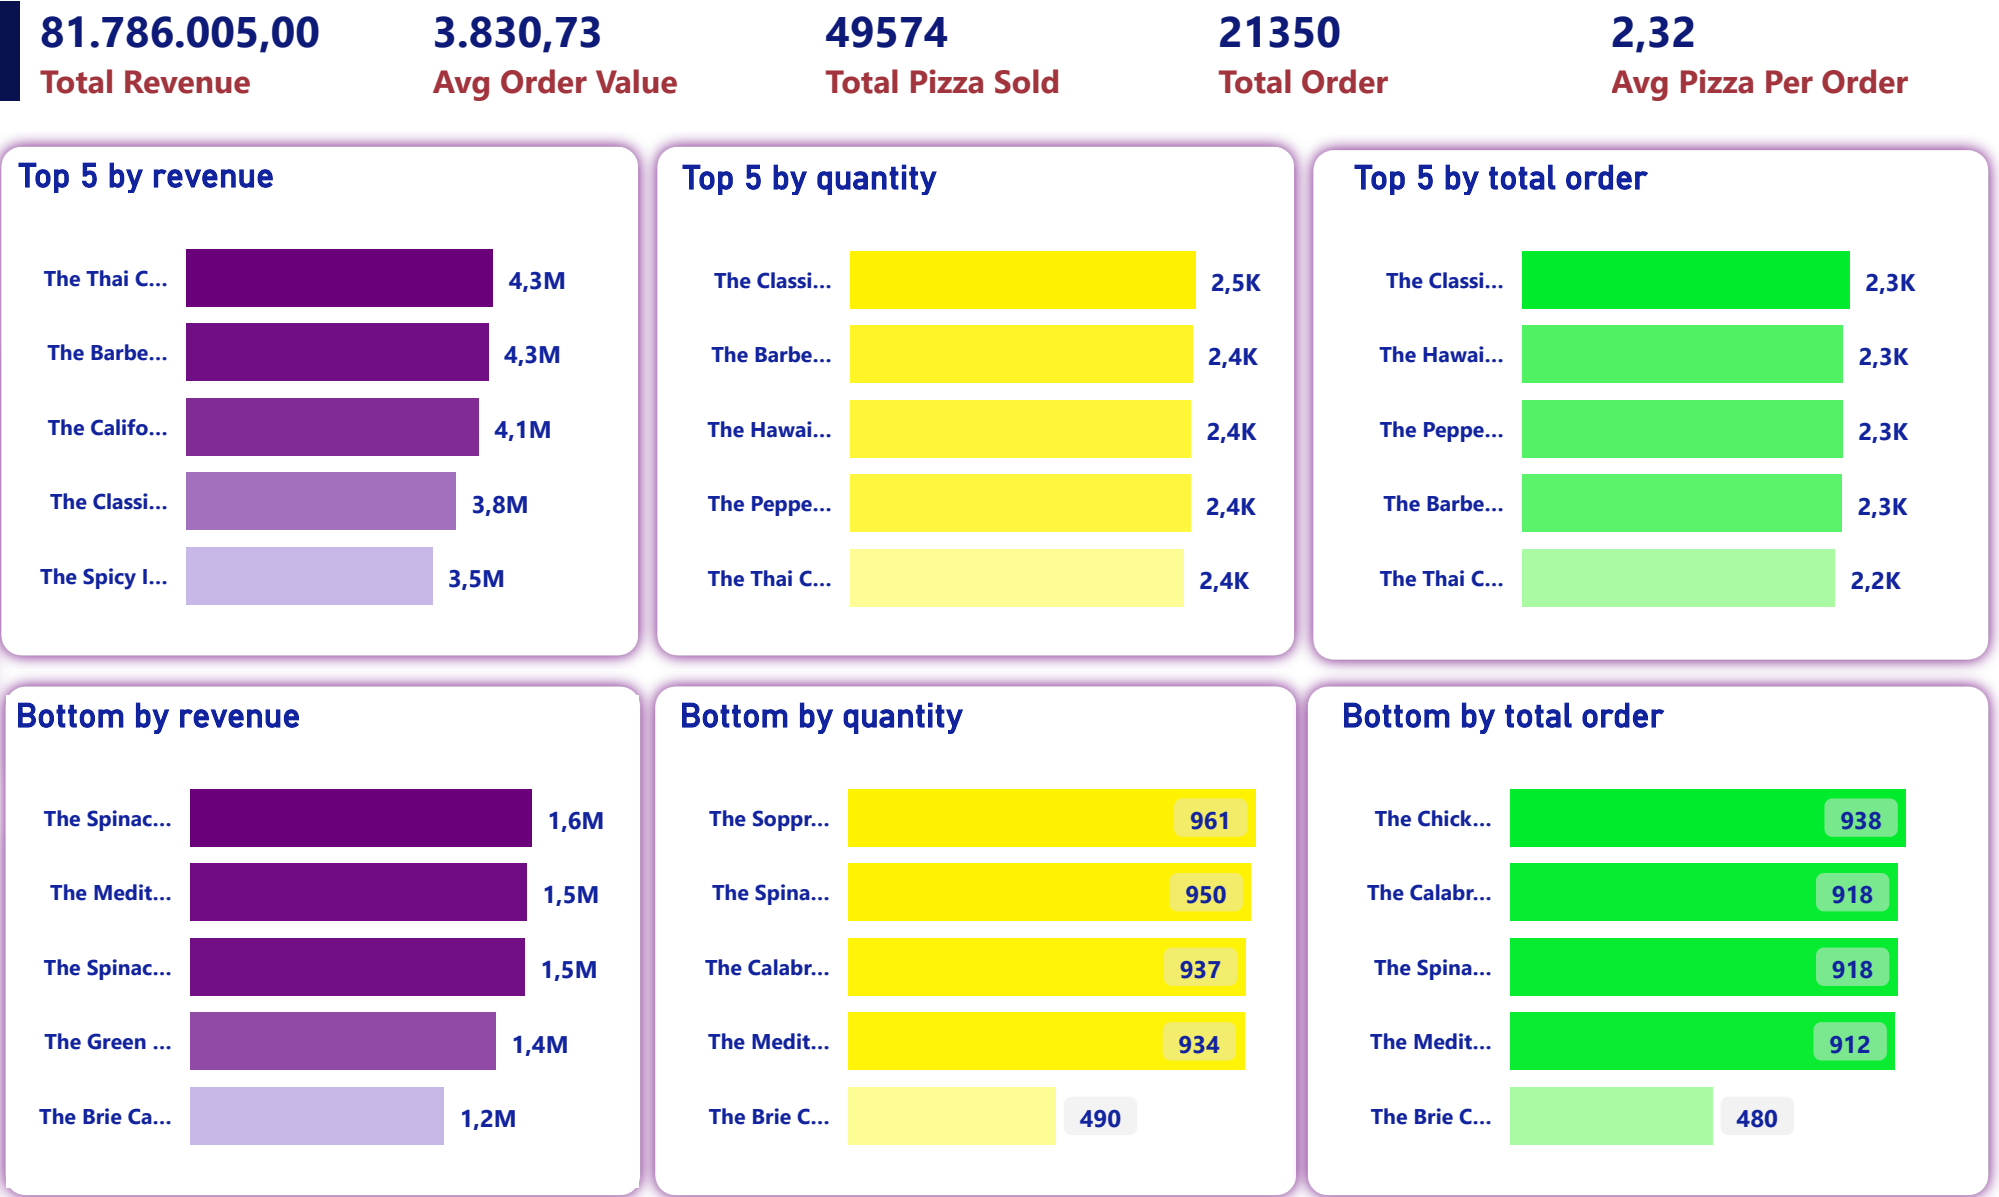 81.786.005,00
Total Revenue
3.830,73
Avg Order Value
49574
Total Pizza Sold
21350
Total Order
2,32
Avg Pizza Per Order
Top 5 by revenue
The Thai C... 4,3M
The Barbe... 4,3M
The Califo... 4,1M
The Classi... 3,8M
The Spicy I... 3,5M
Top 5 by quantity
The Classi... 2,5K
The Barbe... 2,4K
The Hawai... 2,4K
The Peppe... 2,4K
The Thai C... 2,4K
Top 5 by total order
The Classi... 2,3K
The Hawai... 2,3K
The Peppe... 2,3K
The Barbe... 2,3K
The Thai C... 2,2K
Bottom by revenue
The Spinac... 1,6M
The Medit... 1,5M
The Spinac... 1,5M
The Green ... 1,4M
The Brie Ca... 1,2M
Bottom by quantity
The Soppr... 961
The Spina... 950
The Calabr... 937
The Medit... 934
The Brie C... 490
Bottom by total order
The Chick... 938
The Calabr... 918
The Spina... 918
The Medit... 912
The Brie C... 480